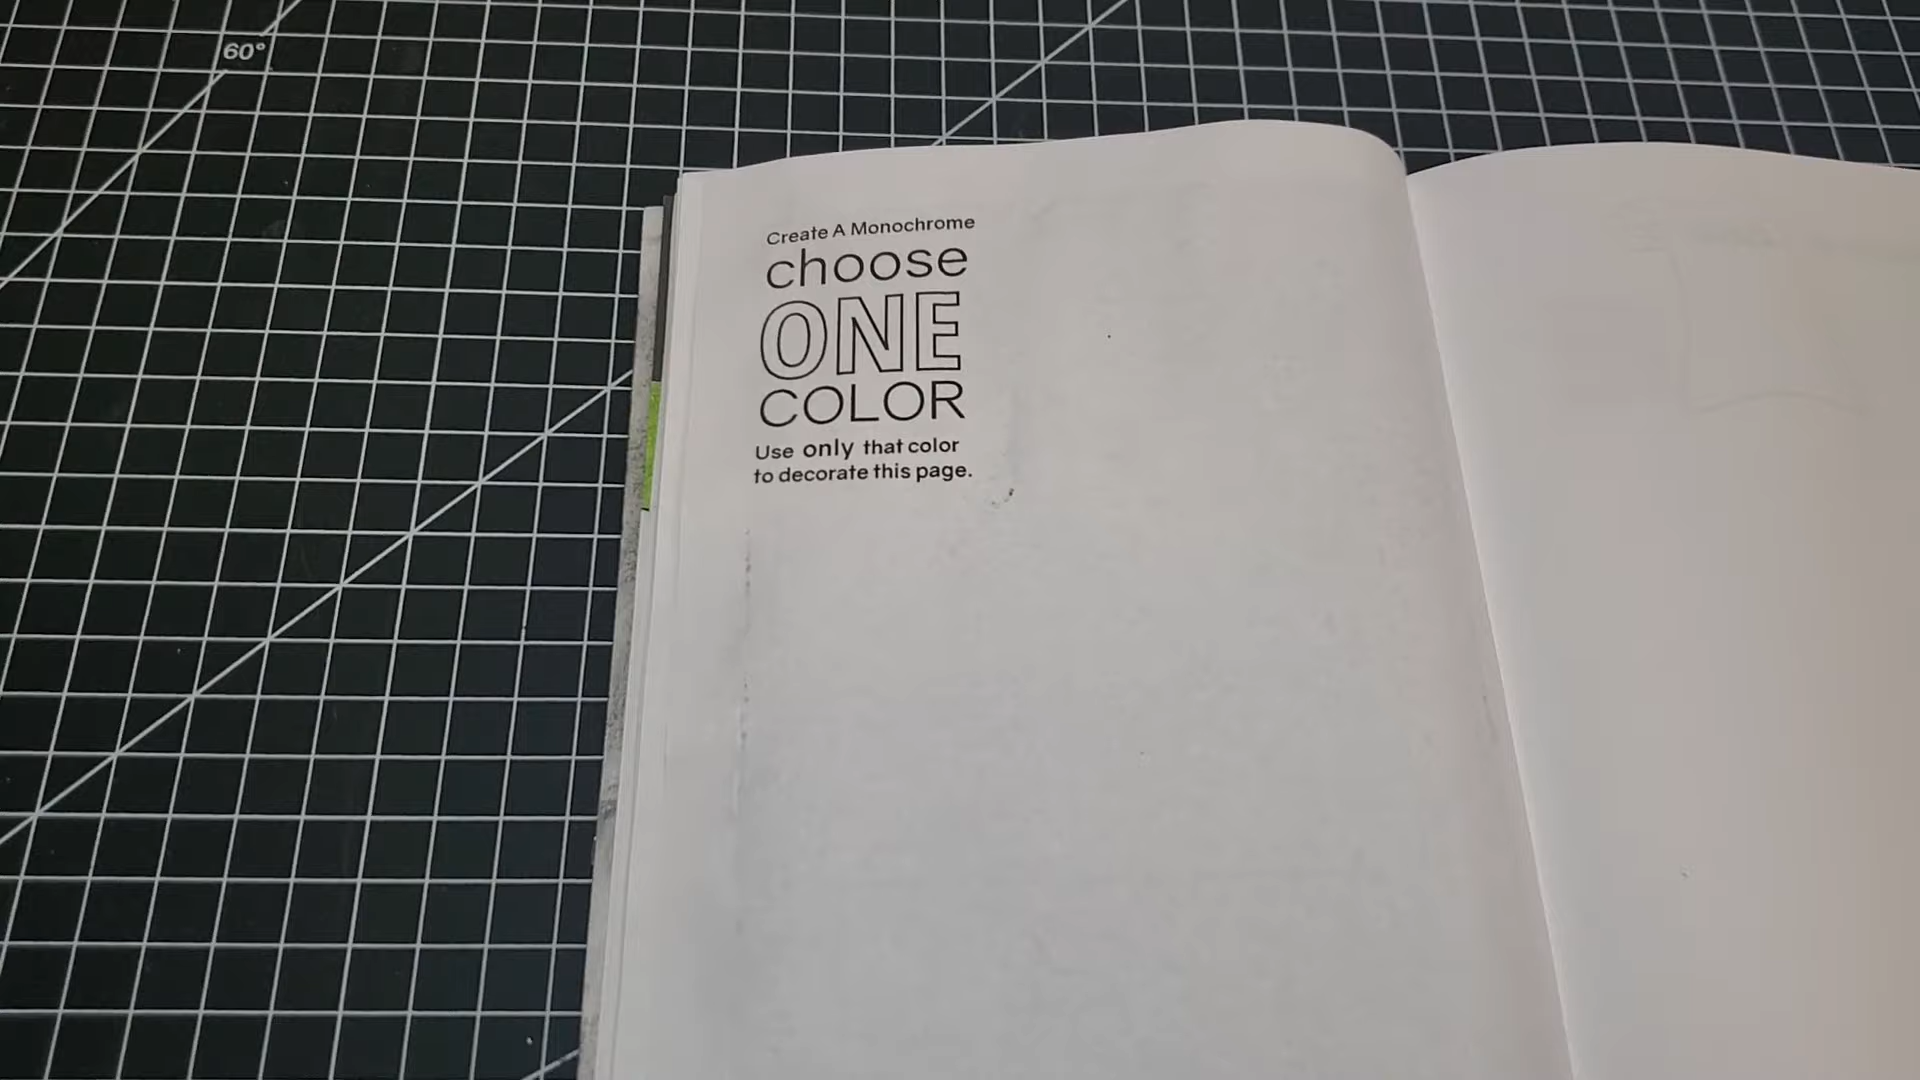 60°
Create A Monochrome
choose
ONE
COLOR
Use only that color
to decorate this page.